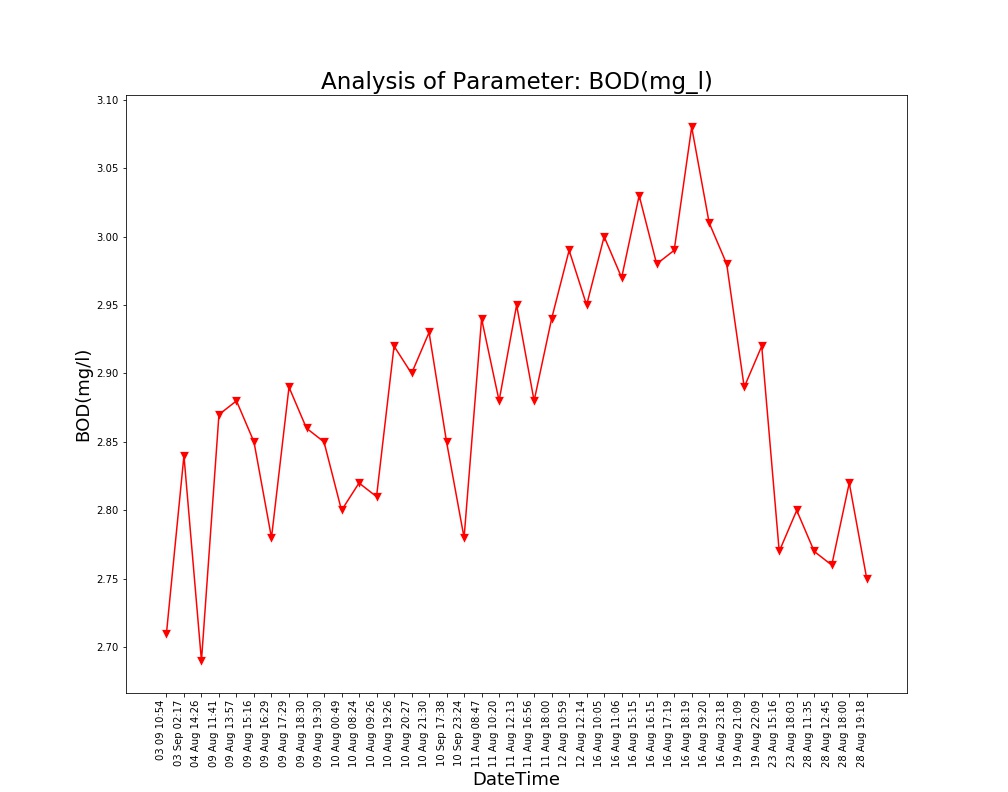 Analysis of Parameter: BOD(mg_l)
BOD(mg/l)
3.10
3.05
3.00
2.95
2.90
2.85
2.80
2.75
2.70
03 09 10:54
03 Sep 02:17
04 Aug 14:26
09 Aug 11:41
09 Aug 13:57
09 Aug 15:16
09 Aug 16:29
09 Aug 17:29
09 Aug 18:30
09 Aug 19:30
10 Aug 00:49
10 Aug 08:24
10 Aug 09:26
10 Aug 19:26
10 Aug 20:27
10 Aug 21:30
10 Sep 17:38
10 Sep 23:24
11 Aug 08:47
11 Aug 10:20
11 Aug 12:13
11 Aug 16:56
11 Aug 18:00
12 Aug 10:59
12 Aug 12:14
16 Aug 10:05
16 Aug 11:06
16 Aug 15:15
16 Aug 16:15
16 Aug 17:19
16 Aug 18:19
16 Aug 19:20
16 Aug 23:18
19 Aug 21:09
19 Aug 22:09
23 Aug 15:16
23 Aug 18:03
28 Aug 11:35
28 Aug 12:45
28 Aug 18:00
28 Aug 19:18
DateTime